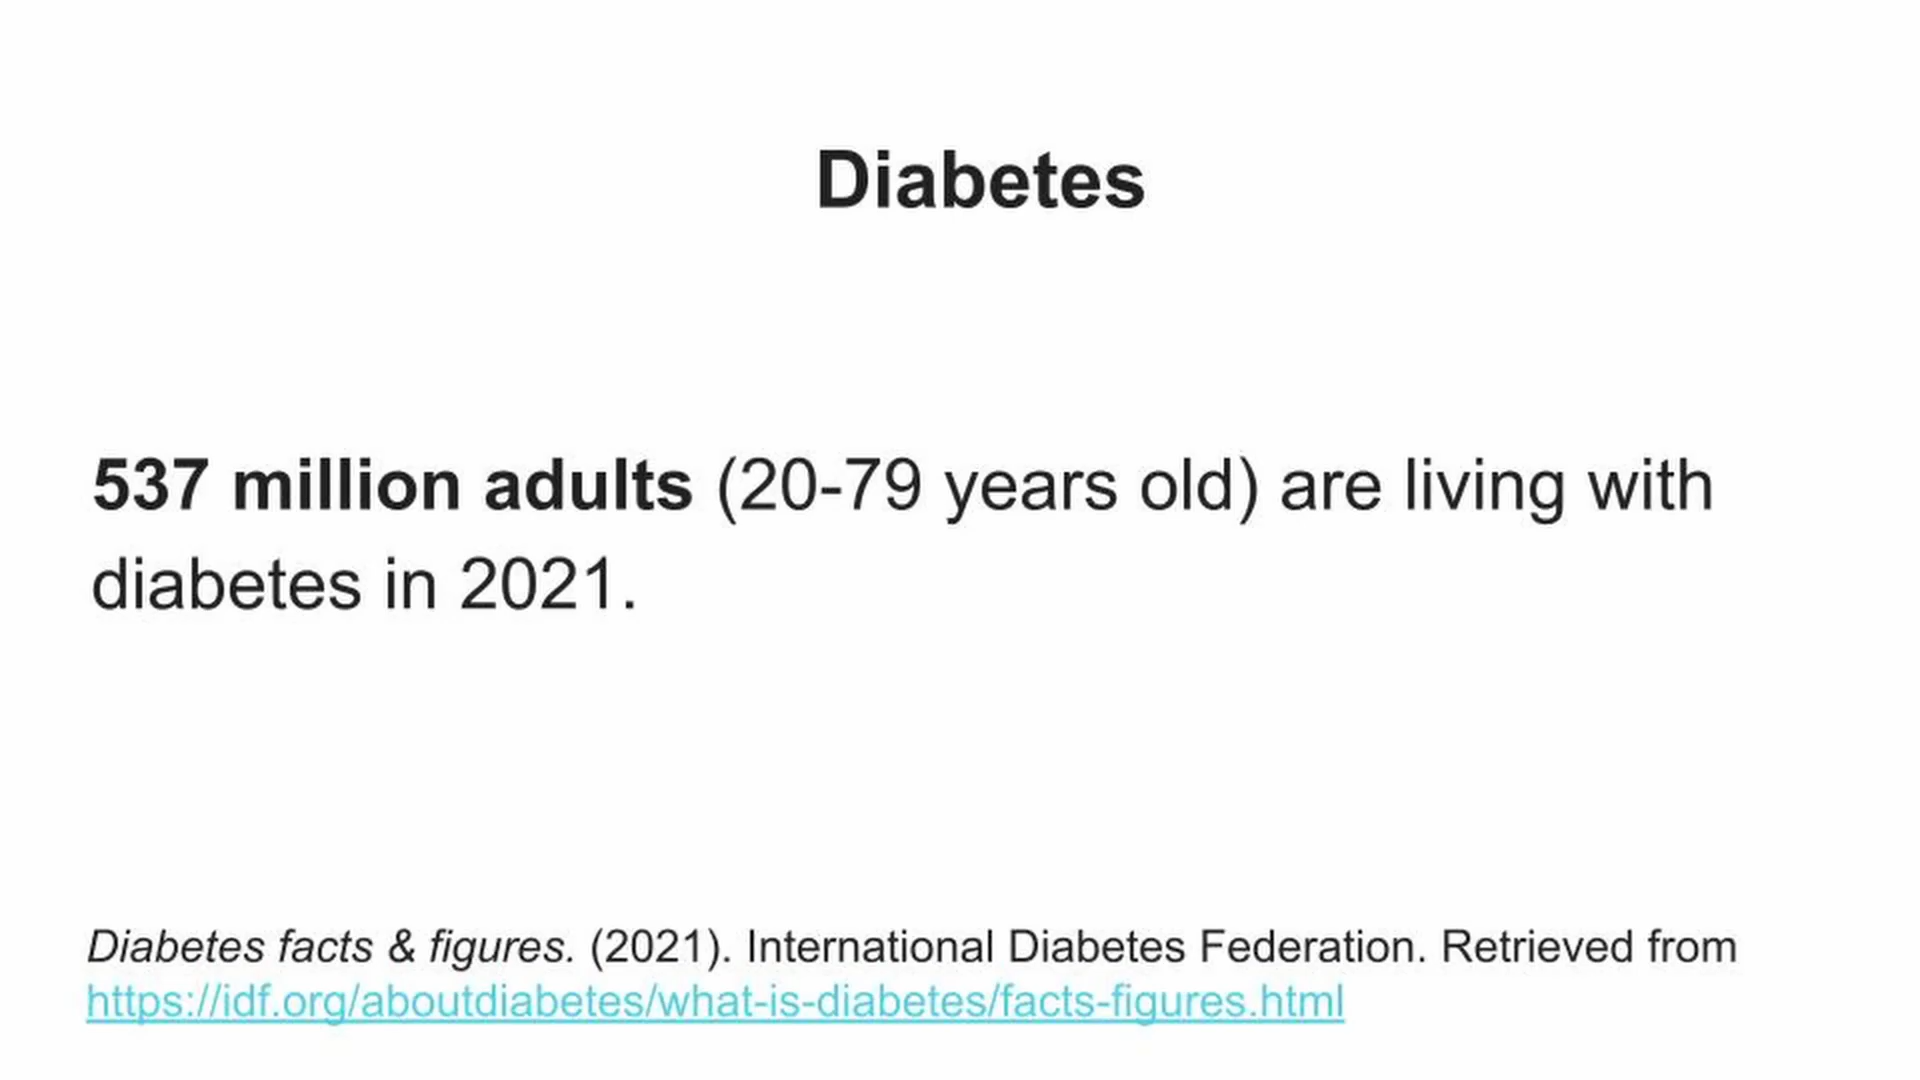 Diabetes
537 million adults (20-79 years old) are living with
diabetes in 2021.
Diabetes facts & figures. (2021). International Diabetes Federation. Retrieved from
https://idf.org/aboutdiabetes/what-is-diabetes/facts-figures.html